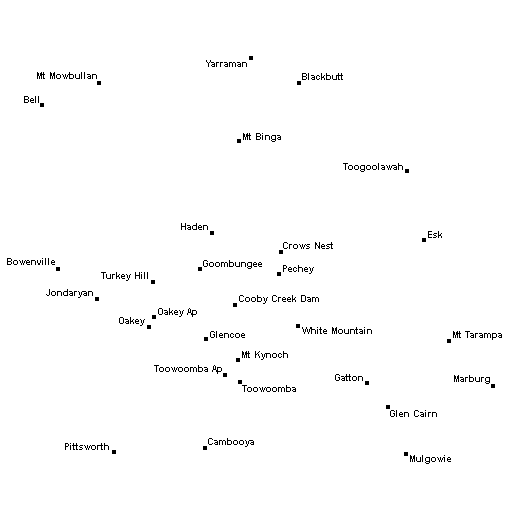 Yarraman
Mt Mowbullan
Blackbutt
Bell
Mt Binga
Toogoolawah
Haden
Esk
Crows Nest
Bowenville
Goombungee
Pechey
Turkey Hill
Jondaryan
Cooby Creek Dam
Oakey Ap
Oakey
White Mountain
Glencoe
Mt Tarampa
Mt Kynoch
Toowoomba Ap
Gatton
Marburg
Toowoomba
Glen Cairn
Cambooya
Pittsworth
Mulgowie